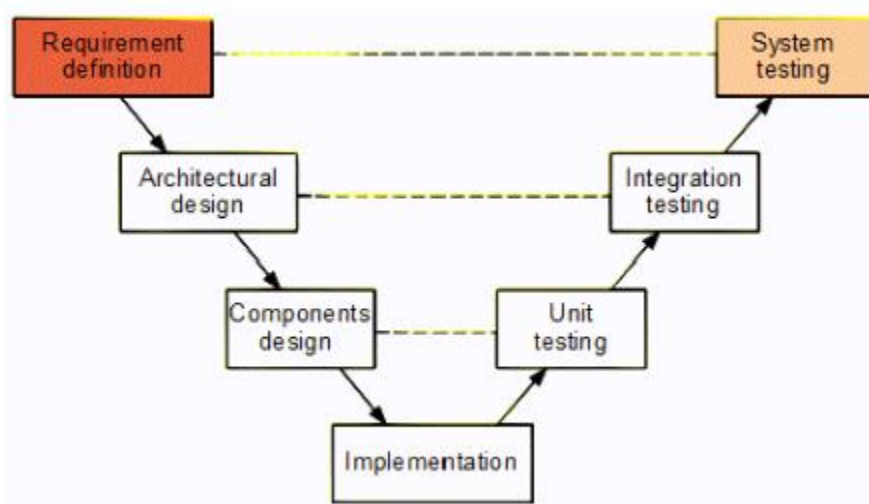 Requirement
definition
System
testing
Architectural
design
Integration
testing
Components
design
Unit
testing
Implementation